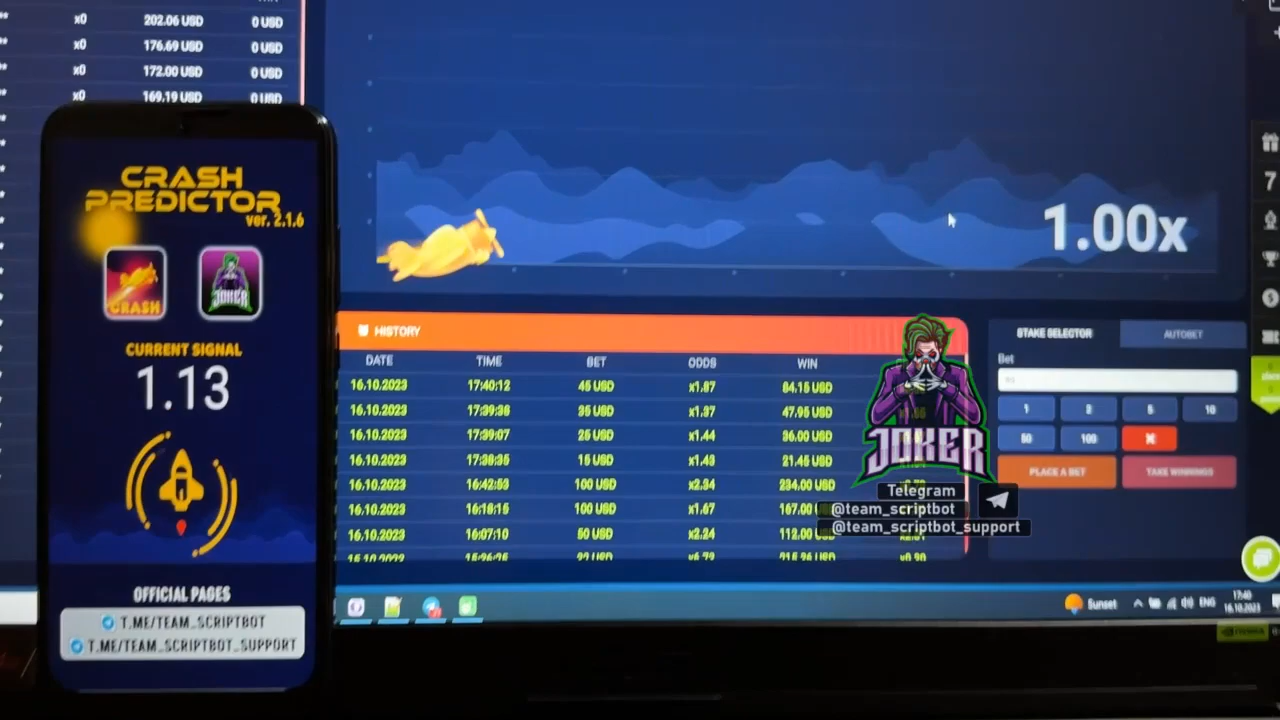 x0 202.06 USD 0 USD
x0 176.69 USD 0 USD
x0 172.00 USD 0 USD
x0 169.19 USD 0 USD
CRASH
PREDICTOR
ver. 2.1.6
CRASH
JOKER
CURRENT SIGNAL
1.13
OFFICIAL PAGES
T.ME/TEAM_SCRIPTBOT
T.ME/TEAM_SCRIPTBOT_SUPPORT
1.00x
HISTORY
DATE TIME BET ODDS WIN
16.10.2023 17:40:12 45 USD x1.87 84.15 USD
16.10.2023 17:39:36 35 USD x1.37 47.95 USD
16.10.2023 17:39:07 25 USD x1.44 36.00 USD
16.10.2023 17:38:35 15 USD x1.43 21.45 USD
16.10.2023 16:42:53 100 USD x2.34 234.00 USD
16.10.2023 16:18:15 100 USD x1.67 167.00
16.10.2023 16:07:10 50 USD x2.24 112.00
JOKER
Telegram
@team_scriptbot
@team_scriptbot_support
STAKE SELECTOR AUTOBET
Bet
1 2 5 10
50 100
PLACE A BET TAKE WINNINGS
Sunset ENG 17:40
16.10.2023